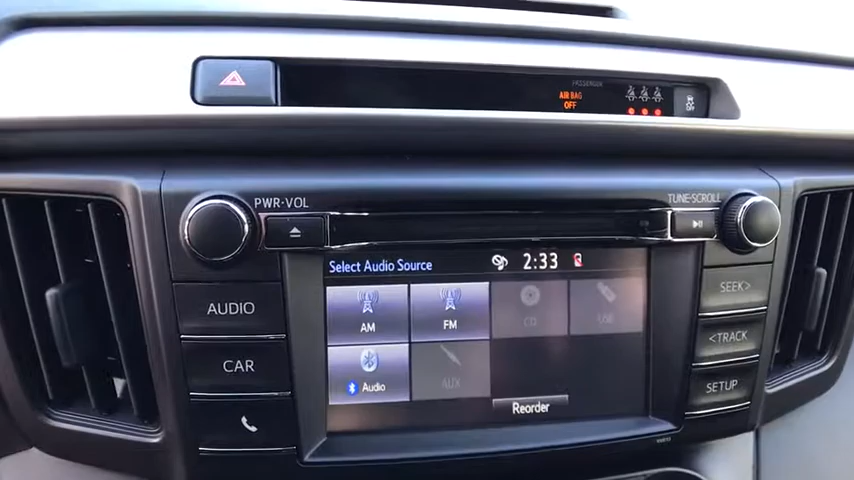 PASSENGER
AIR BAG
OFF
OFF
PWR·VOL
TUNE·SCROLL
Select Audio Source
2:33
AM
FM
CD
USB
Audio
AUX
Reorder
AUDIO
CAR
SEEK>
<TRACK
SETUP